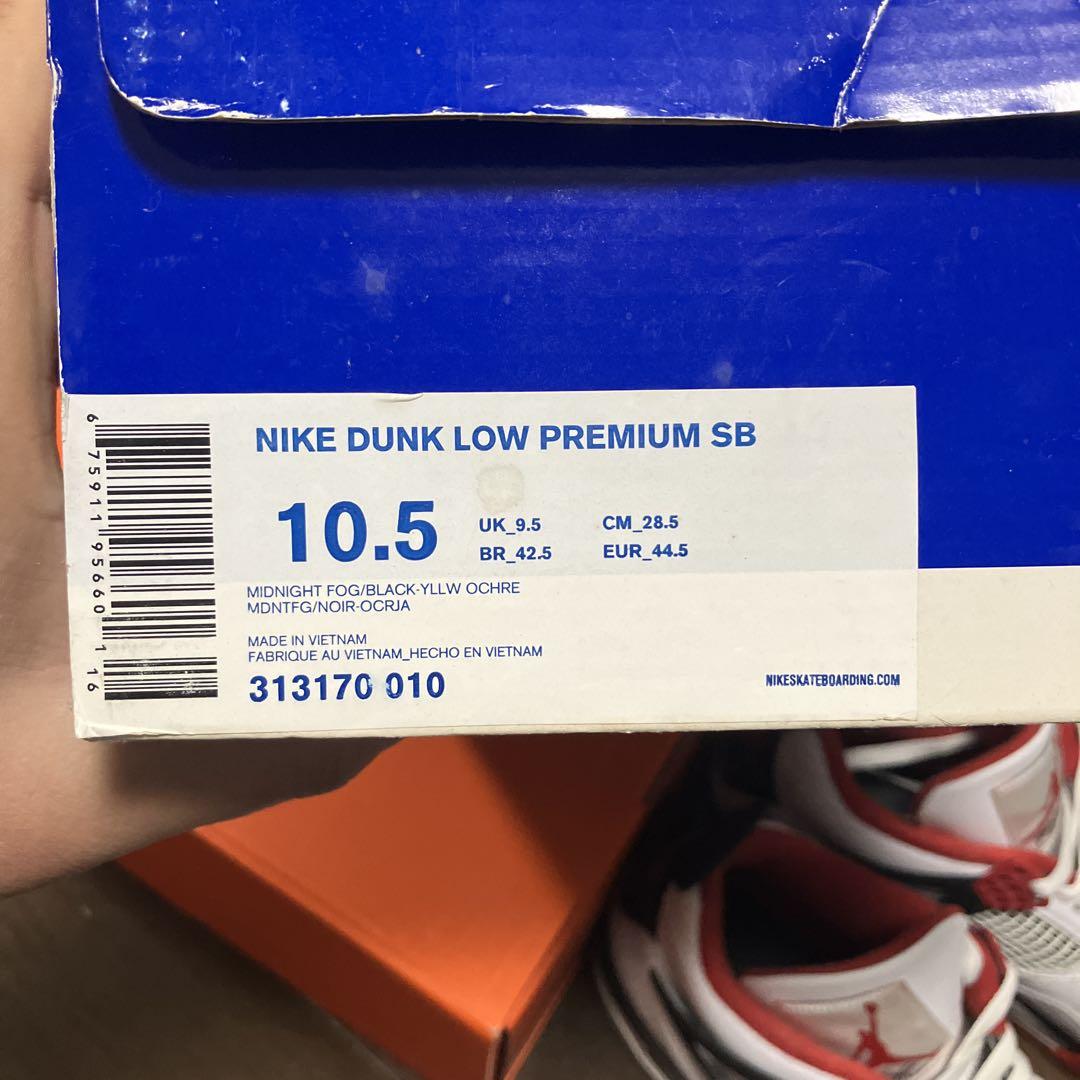 NIKE DUNK LOW PREMIUM SB
10.5
UK_9.5
CM_28.5
BR_42.5
EUR_44.5
MIDNIGHT FOG/BLACK-YLLW OCHRE
MDNTFG/NOIR-OCRJA
MADE IN VIETNAM
FABRIQUE AU VIETNAM_HECHO EN VIETNAM
313170 010
NIKESKATEBOARDING.COM
6 75911 95660 1 16